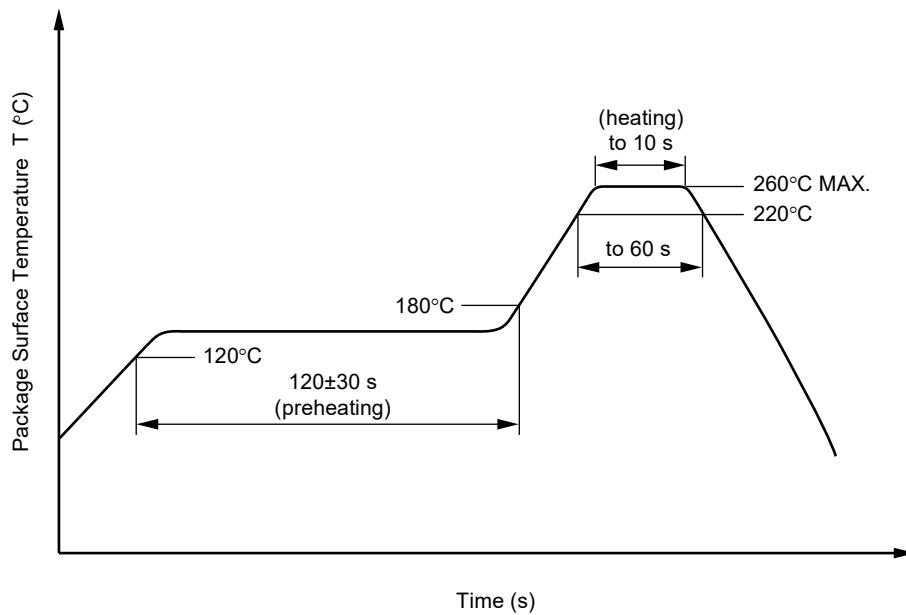 Package Surface Temperature T (°C)
(heating)
to 10 s
260°C MAX.
220°C
to 60 s
180°C
120°C
120±30 s
(preheating)
Time (s)